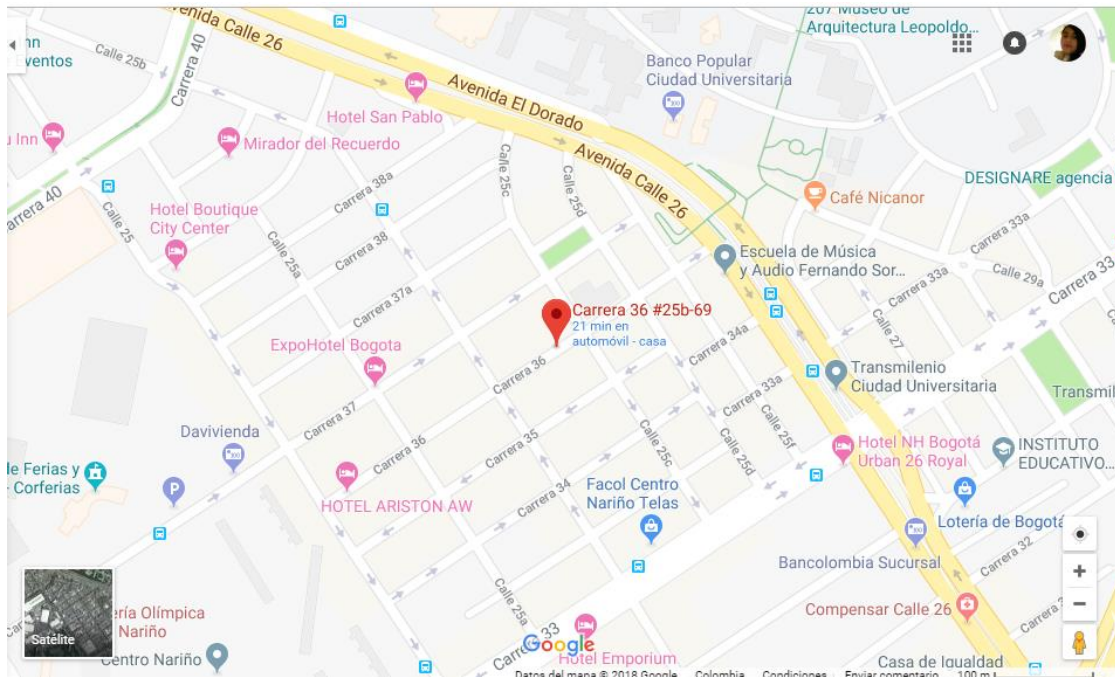 207 Museo de
Arquitectura Leopoldo...
Avenida Calle 26
Carrera 40
Calle 25b
ventos
Banco Popular
Ciudad Universitaria
Avenida El Dorado
Hotel San Pablo
Inn
Mirador del Recuerdo
Avenida Calle 26
Calle 25c
Calle 25d
DESIGNARE agencia
Carrera 38a
Café Nicanor
Carrera 40
Calle 25
Hotel Boutique
City Center
Calle 25a
Carrera 38
Carrera 33a
Escuela de Música
y Audio Fernando Sor...
Carrera 33a
Calle 29a
Carrera 33
Carrera 37a
Carrera 36 #25b-69
21 min en
automóvil - casa
Carrera 34a
Calle 27
ExpoHotel Bogota
Carrera 36
Transmilenio
Ciudad Universitaria
Carrera 33a
Transmil
Carrera 37
Davivienda
Carrera 36
Carrera 35
Calle 25c
Calle 25d
Calle 25f
Hotel NH Bogotá
Urban 26 Royal
INSTITUTO
EDUCATIVO...
de Ferias y
- Corferias
P
HOTEL ARISTON AW
Carrera 34
Facol Centro
Nariño Telas
Lotería de Bogotá
Bancolombia Sucursal
Carrera 32
Calle 25a
Compensar Calle 26
ería Olímpica
Nariño
Satélite
Centro Nariño
Carrera 33
Google
Hotel Emporium
Casa de Igualdad
Datos del mapa © 2018 Google Colombia Condiciones Enviar comentario 100 m